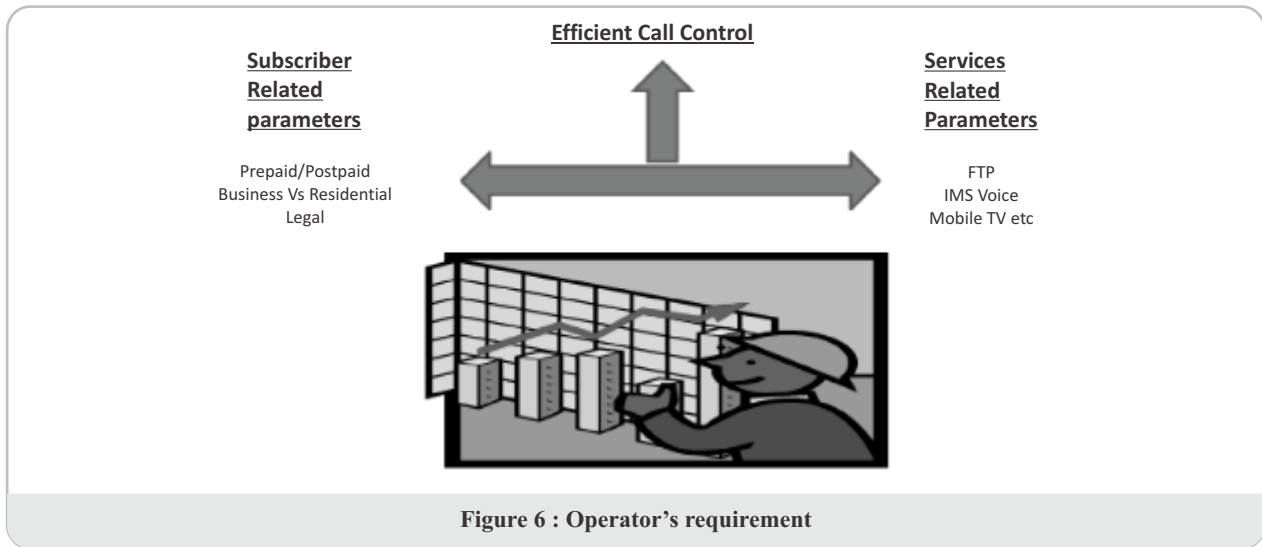 Efficient Call Control
Subscriber
Related
parameters
Prepaid/Postpaid
Business Vs Residential
Legal
Services
Related
Parameters
FTP
IMS Voice
Mobile TV etc
Figure 6 : Operator’s requirement